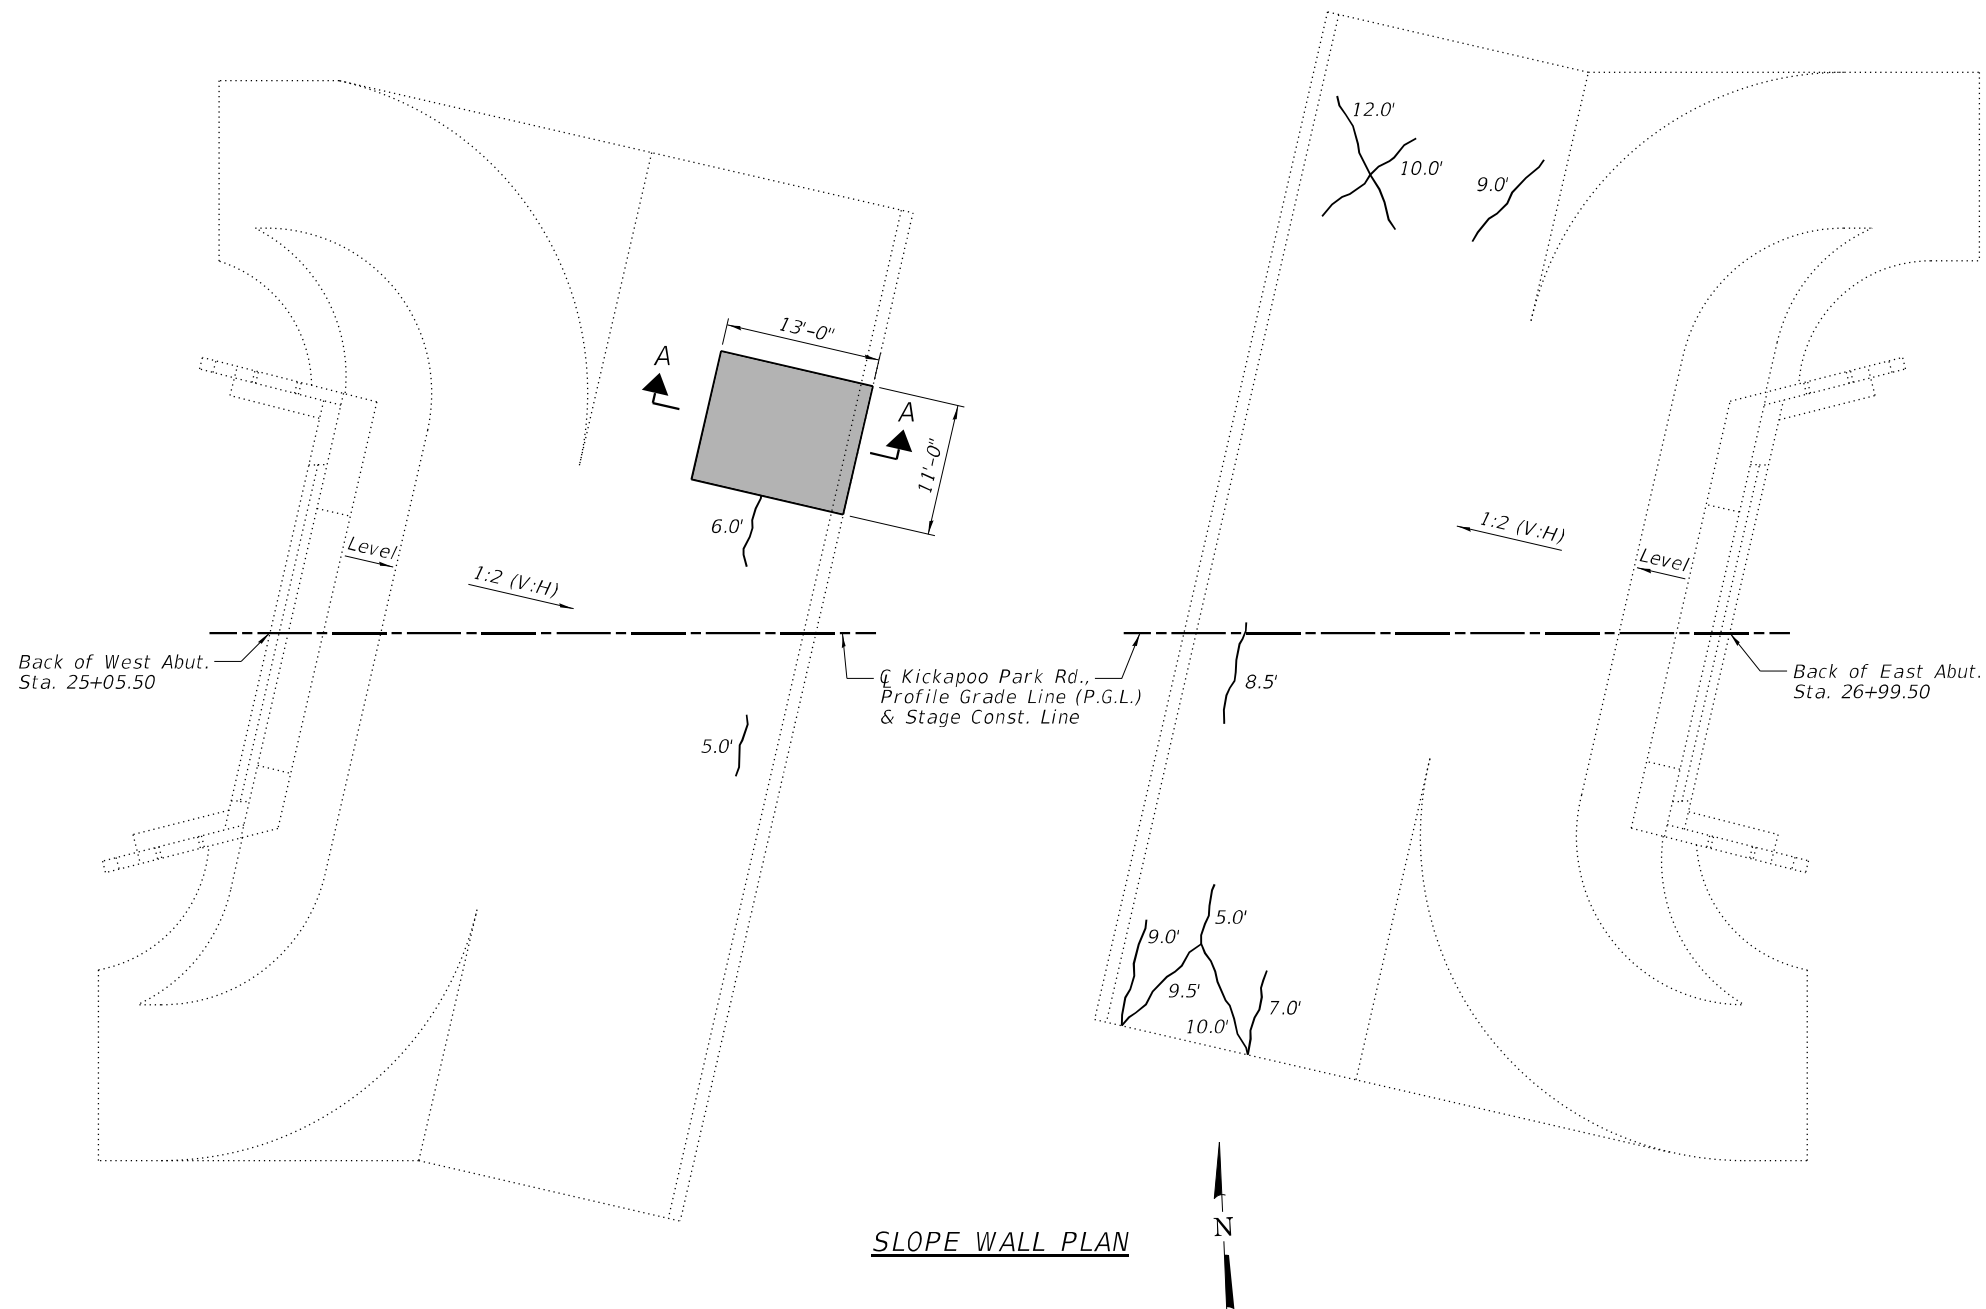 12.0'
10.0'
9.0'
13'-0"
A
A
11'-0"
6.0'
1:2 (V:H)
Level
1:2 (V:H)
Level
Back of West Abut.
Sta. 25+05.50
℄ Kickapoo Park Rd.,
Profile Grade Line (P.G.L.)
& Stage Const. Line
8.5'
Back of East Abut.
Sta. 26+99.50
5.0'
5.0'
9.0'
9.5'
7.0'
10.0'
N
SLOPE WALL PLAN